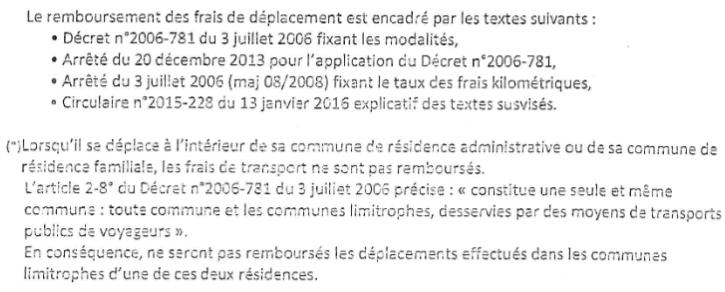 Le remboursement des frais de déplacement est encadré par les textes suivants :
• Décret n°2006-781 du 3 juillet 2006 fixant les modalités,
• Arrêté du 20 décembre 2013 pour l'application du Décret n°2006-781,
• Arrêté du 3 juillet 2006 (maj 08/2008) fixant le taux des frais kilométriques,
• Circulaire n°2015-228 du 13 janvier 2016 explicatif des textes susvisés.
(*)Lorsqu'il se déplace à l'intérieur de sa commune de résidence administrative ou de sa commune de
résidence familiale, les frais de transport ne sont pas remboursés.
L'article 2-8° du Décret n°2006-781 du 3 juillet 2006 précise : « constitue une seule et même
commune : toute commune et les communes limitrophes, desservies par des moyens de transports
publics de voyageurs ».
En conséquence, ne seront pas remboursés les déplacements effectués dans les communes
limitrophes d'une de ces deux résidences.